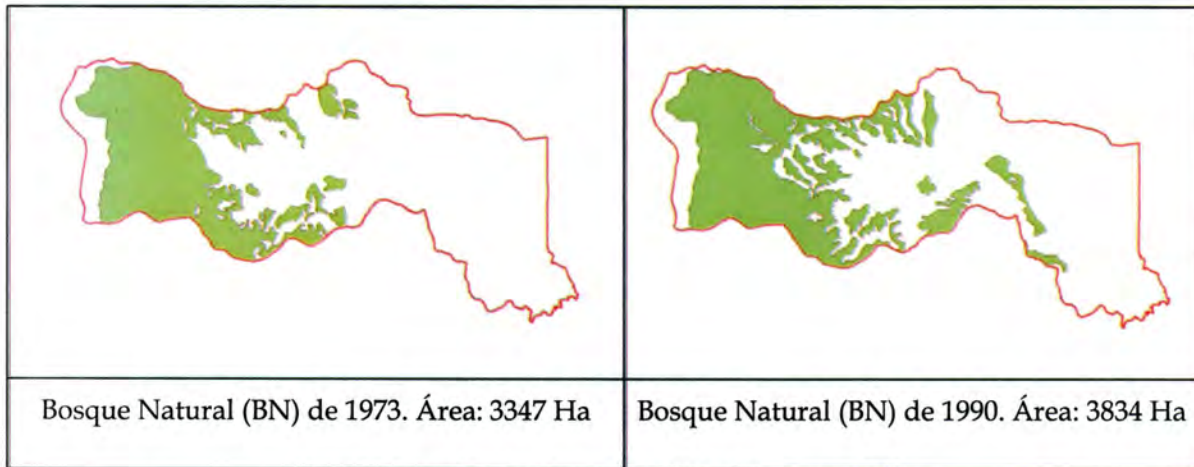 Bosque Natural (BN) de 1973. Área: 3347 Ha
Bosque Natural (BN) de 1990. Área: 3834 Ha